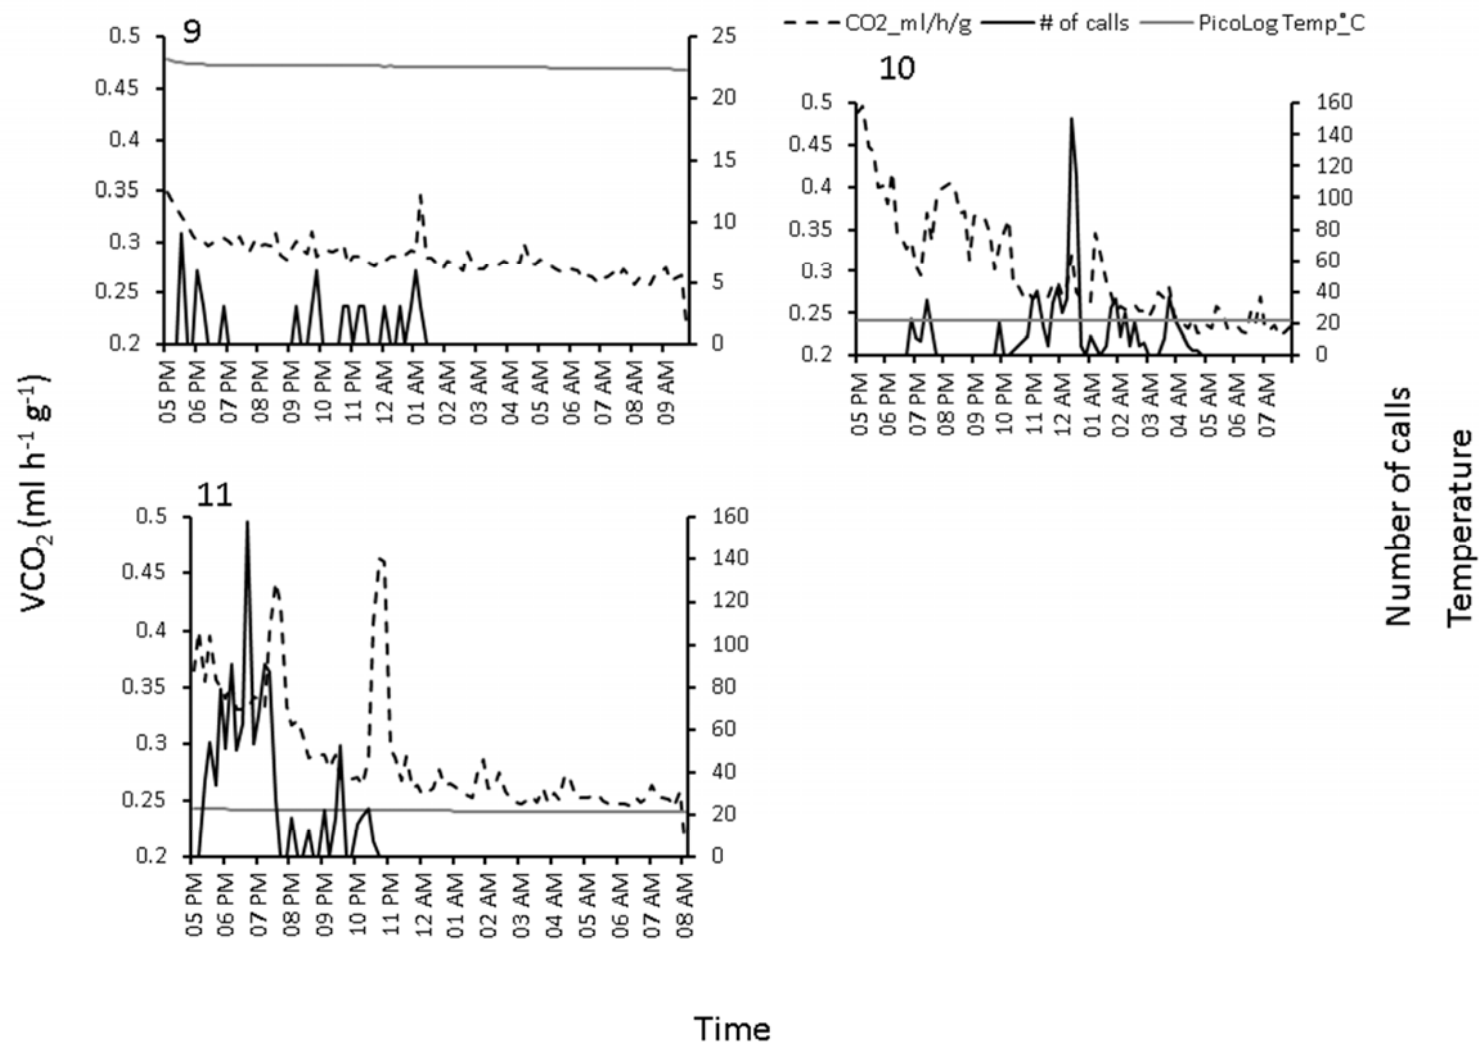 CO2_ml/h/g # of calls PicoLog Temp_°C
9
0.5
0.45
0.4
0.35
0.3
0.25
0.2
25
20
15
10
5
0
05 PM
06 PM
07 PM
08 PM
09 PM
10 PM
11 PM
12 AM
01 AM
02 AM
03 AM
04 AM
05 AM
06 AM
07 AM
08 AM
09 AM
10
0.5
0.45
0.4
0.35
0.3
0.25
0.2
160
140
120
100
80
60
40
20
0
05 PM
06 PM
07 PM
08 PM
09 PM
10 PM
11 PM
12 AM
01 AM
02 AM
03 AM
04 AM
05 AM
06 AM
07 AM
VCO₂ (ml h⁻¹ g⁻¹)
Number of calls
Temperature
11
0.5
0.45
0.4
0.35
0.3
0.25
0.2
160
140
120
100
80
60
40
20
0
05 PM
06 PM
07 PM
08 PM
09 PM
10 PM
11 PM
12 AM
01 AM
02 AM
03 AM
04 AM
05 AM
06 AM
07 AM
08 AM
Time